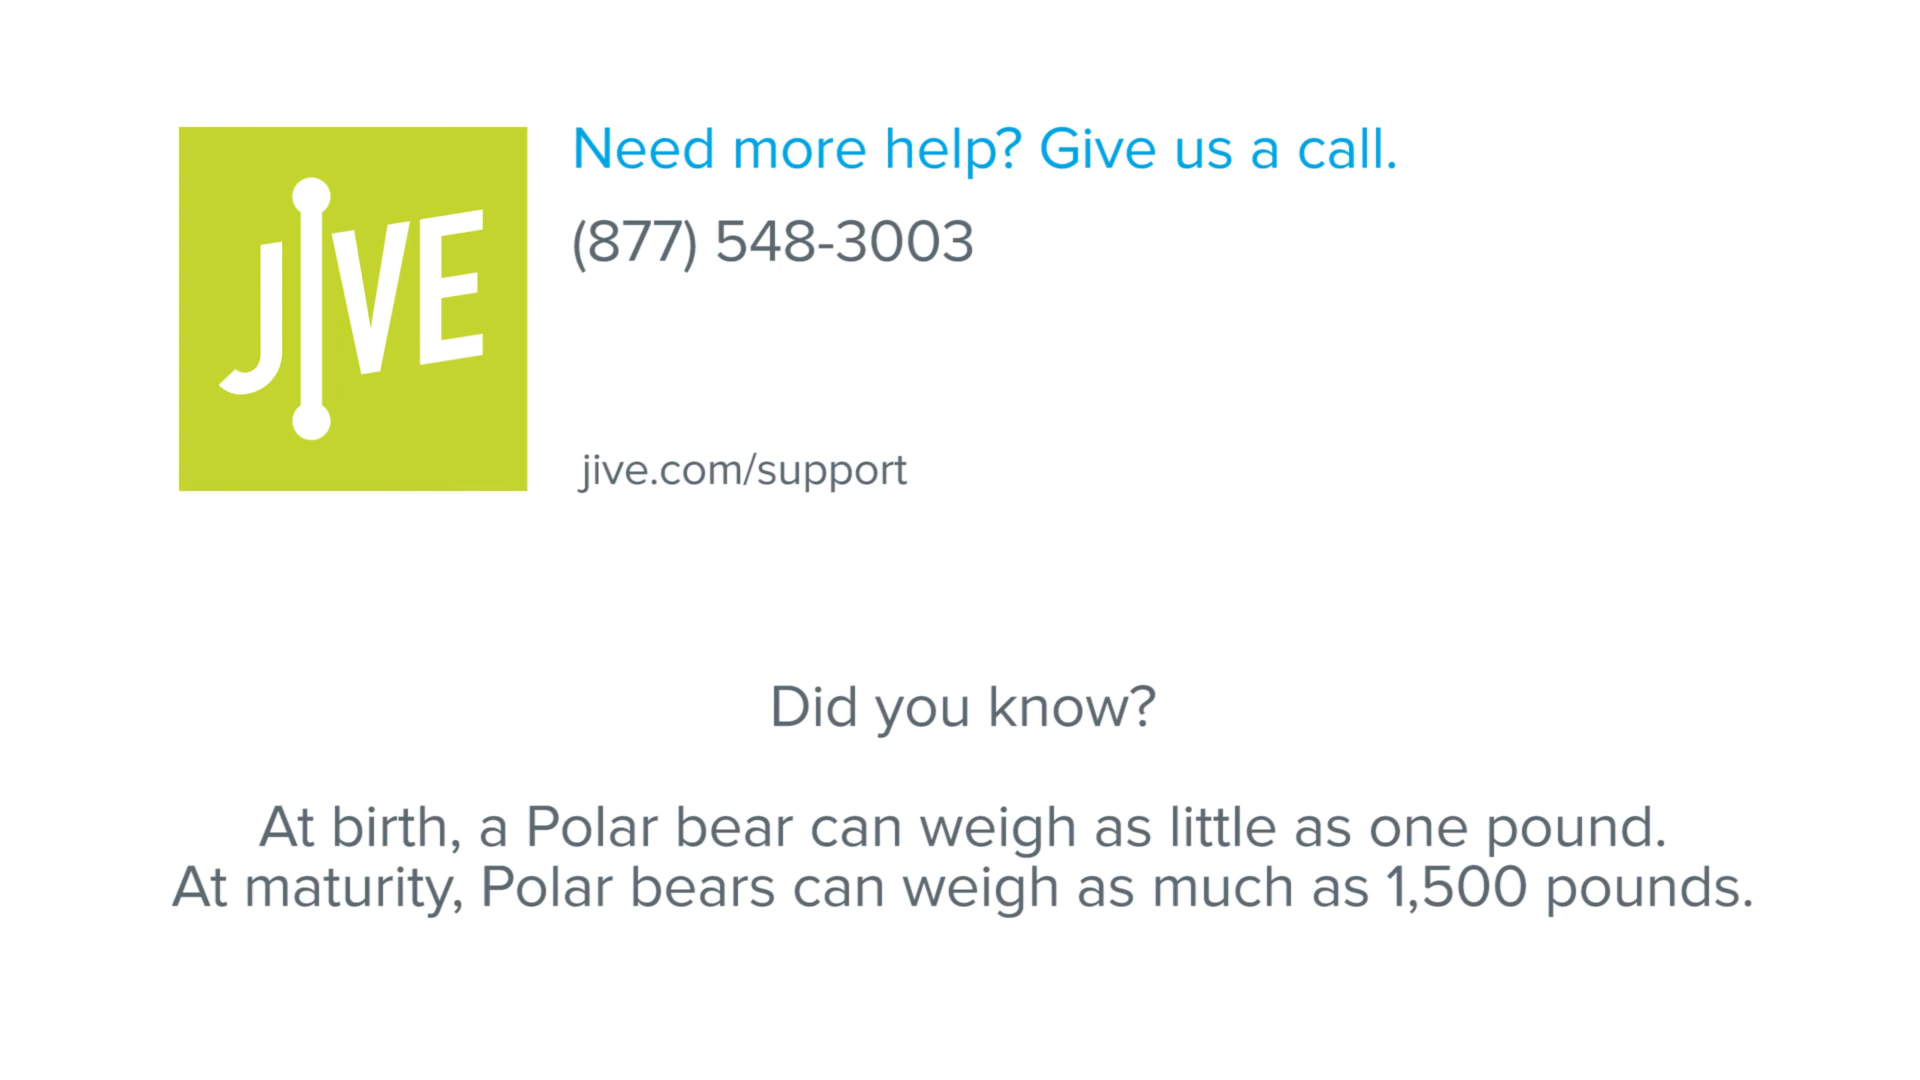 JIVE
Need more help? Give us a call.
(877) 548-3003
jive.com/support
Did you know?
At birth, a Polar bear can weigh as little as one pound.
At maturity, Polar bears can weigh as much as 1,500 pounds.